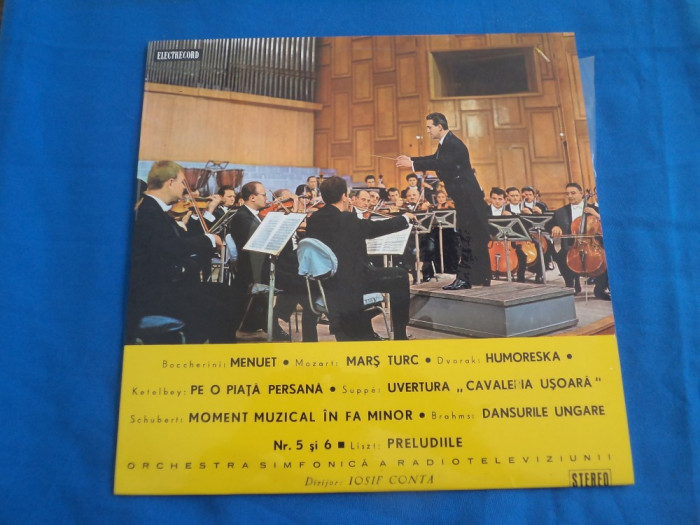 ELECTRECORD
Boccherini: MENUET • Mozart: MARȘ TURC • Dvorak: HUMORESKA •
Ketelbey: PE O PIAȚĂ PERSANĂ • Suppé: UVERTURA „CAVALERIA UȘOARĂ"
Schubert: MOMENT MUZICAL ÎN FA MINOR • Brahms: DANSURILE UNGARE
Nr. 5 și 6 ■ Liszt: PRELUDIILE
ORCHESTRA SIMFONICĂ A RADIOTELEVIZIUNII
Dirijor: IOSIF CONTA
STEREO